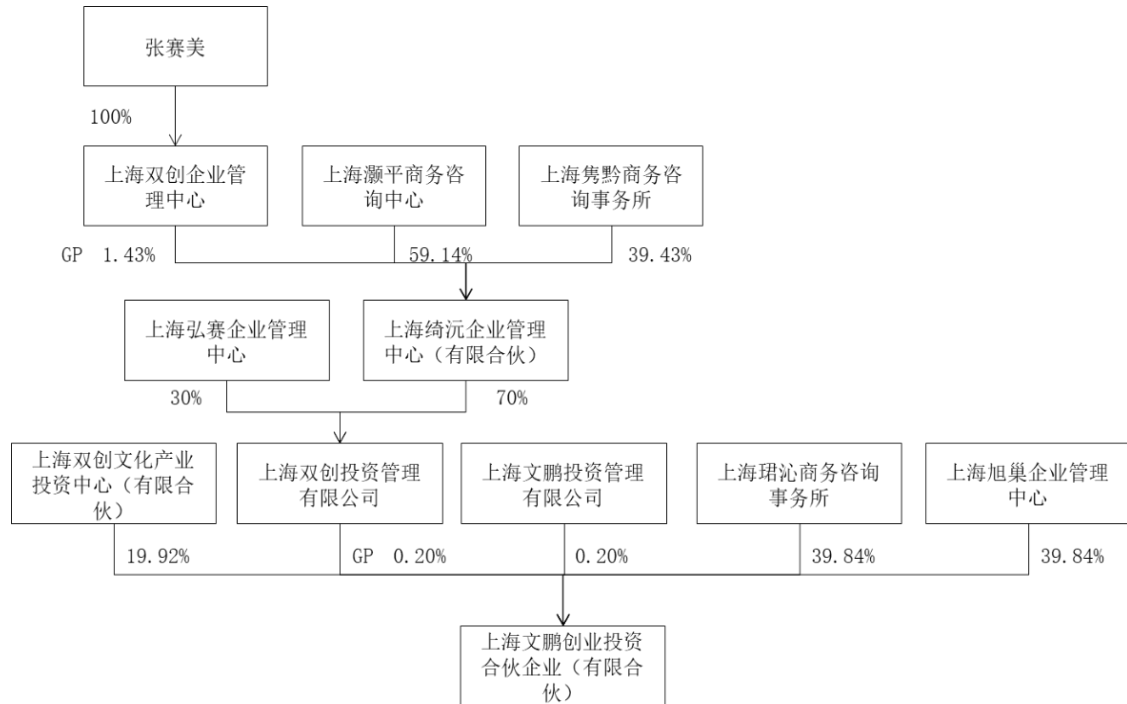 张赛美
100%
上海双创企业管
理中心
上海灏平商务咨
询中心
上海隽黔商务咨
询事务所
GP 1.43%
59.14%
39.43%
上海弘赛企业管理
中心
上海绮沅企业管理
中心（有限合伙）
30%
70%
上海双创文化产业
投资中心（有限合
伙）
上海双创投资管理
有限公司
上海文鹏投资管理
有限公司
上海珺沁商务咨询
事务所
上海旭巢企业管理
中心
19.92%
GP 0.20%
0.20%
39.84%
39.84%
上海文鹏创业投资
合伙企业（有限合
伙）